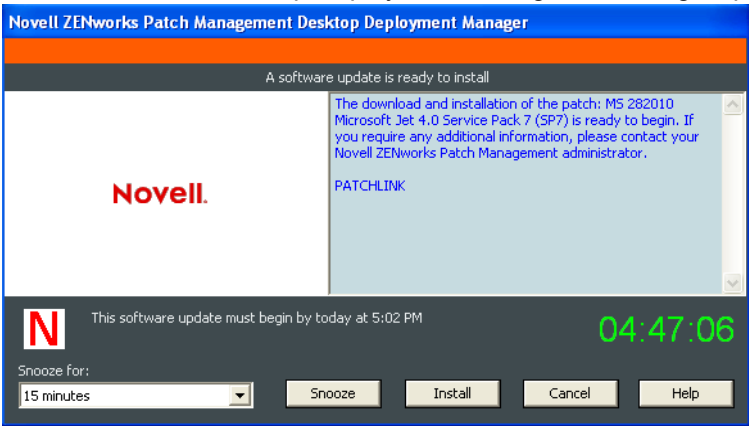 Novell ZENworks Patch Management Desktop Deployment Manager
A software update is ready to install
The download and installation of the patch: MS 282010
Microsoft Jet 4.0 Service Pack 7 (SP7) is ready to begin. If
you require any additional information, please contact your
Novell ZENworks Patch Management administrator.
PATCHLINK
Novell.
N
This software update must begin by today at 5:02 PM
04:47:06
Snooze for:
15 minutes
Snooze
Install
Cancel
Help